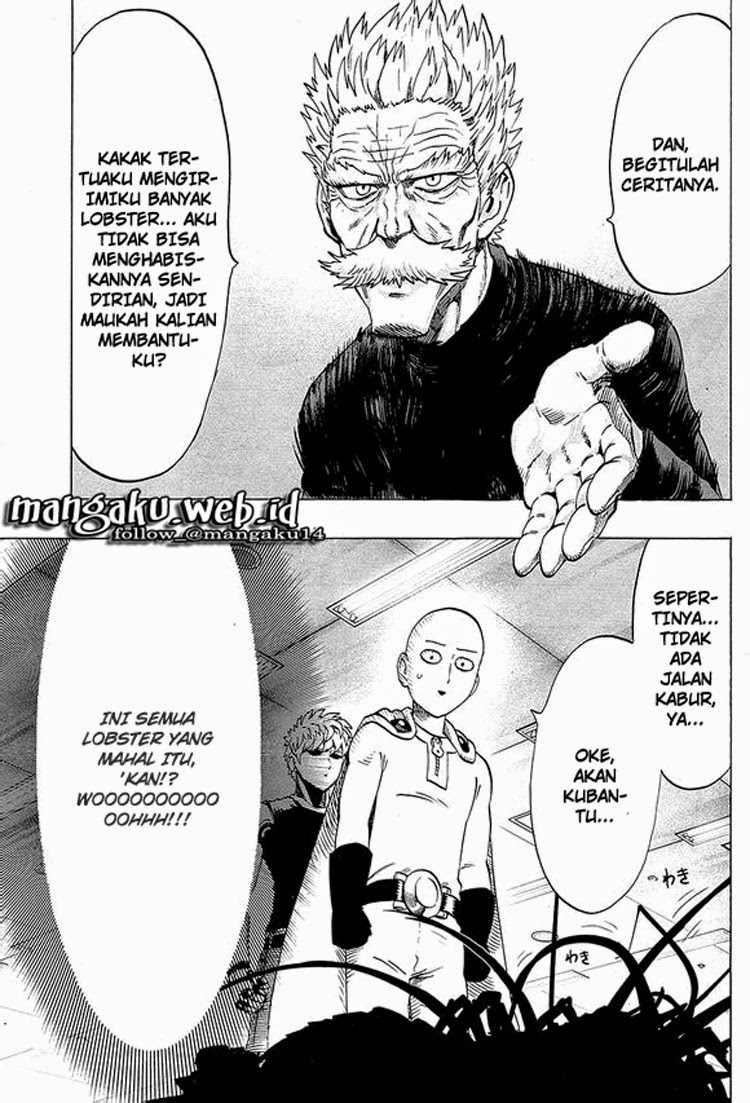 DAN,
BEGITULAH
CERITANYA.
KAKAK TER-
TUAKU MENGIR-
IMIKU BANYAK
LOBSTER... AKU
TIDAK BISA
MENGHABIS-
KANNYA SEN-
DIRIAN, JADI
MAUKAH KALIAN
MEMBANTU-
KU?
mangaku.web.id
follow_@mangaku14
SEPER-
TINYA...
TIDAK
ADA
JALAN
KABUR,
YA...
OKE,
AKAN
KUBAN-
TU...
INI SEMUA
LOBSTER YANG
MAHAL ITU,
'KAN!?
WOOOOOOOOOO
OOHHH!!!
わき
わき